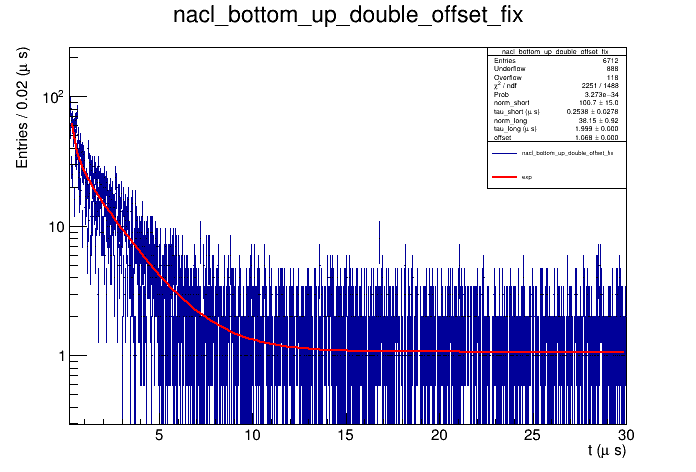 nacl_bottom_up_double_offset_fix
Entries / 0.02 (μ s)
10²
10
1
5
10
15
20
25
30
t (μ s)
nacl_bottom_up_double_offset_fix
Entries 6712
Underflow 888
Overflow 118
χ² / ndf 2251 / 1488
Prob 3.273e−34
norm_short 100.7 ± 15.0
tau_short (μ s) 0.2538 ± 0.0278
norm_long 38.15 ± 0.92
tau_long (μ s) 1.999 ± 0.000
offset 1.068 ± 0.000
nacl_bottom_up_double_offset_fix
exp